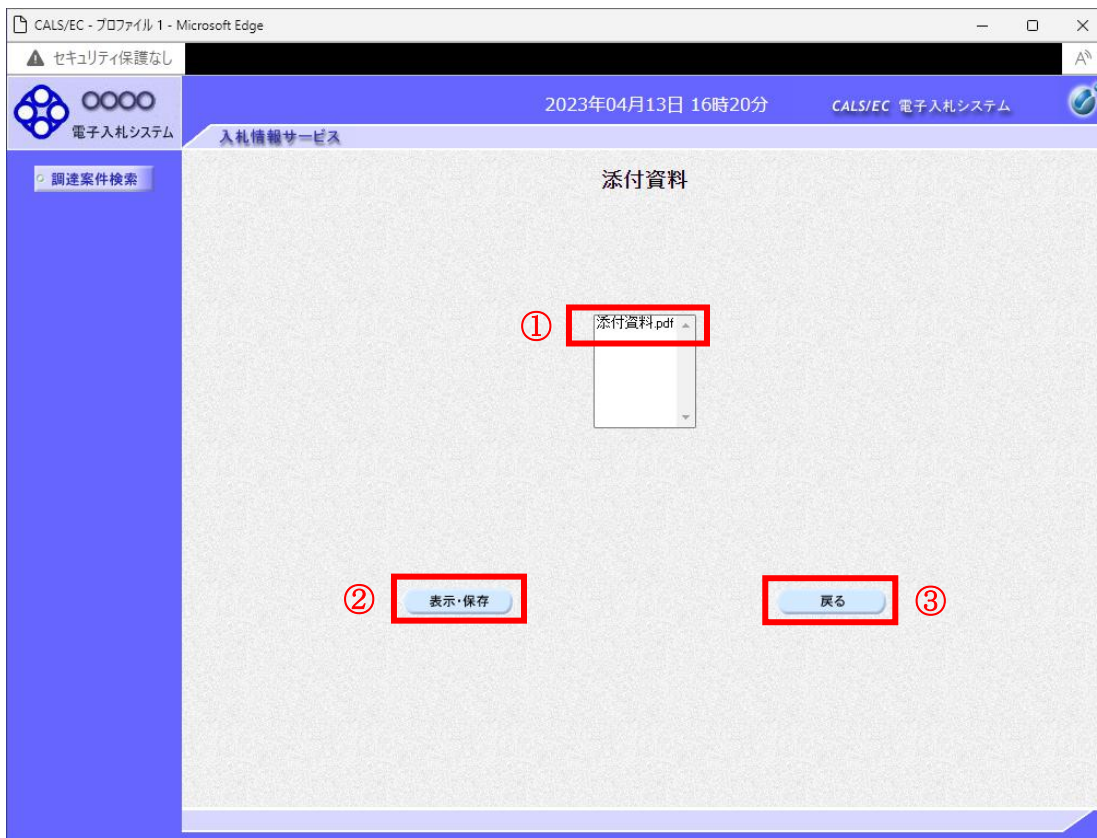 CALS/EC - プロファイル 1 - Microsoft Edge
セキュリティ保護なし
A
〇〇〇〇
電子入札システム
2023年04月13日 16時20分
CALS/EC 電子入札システム
入札情報サービス
調達案件検索
添付資料
① 添付資料.pdf
② 表示・保存
戻る ③